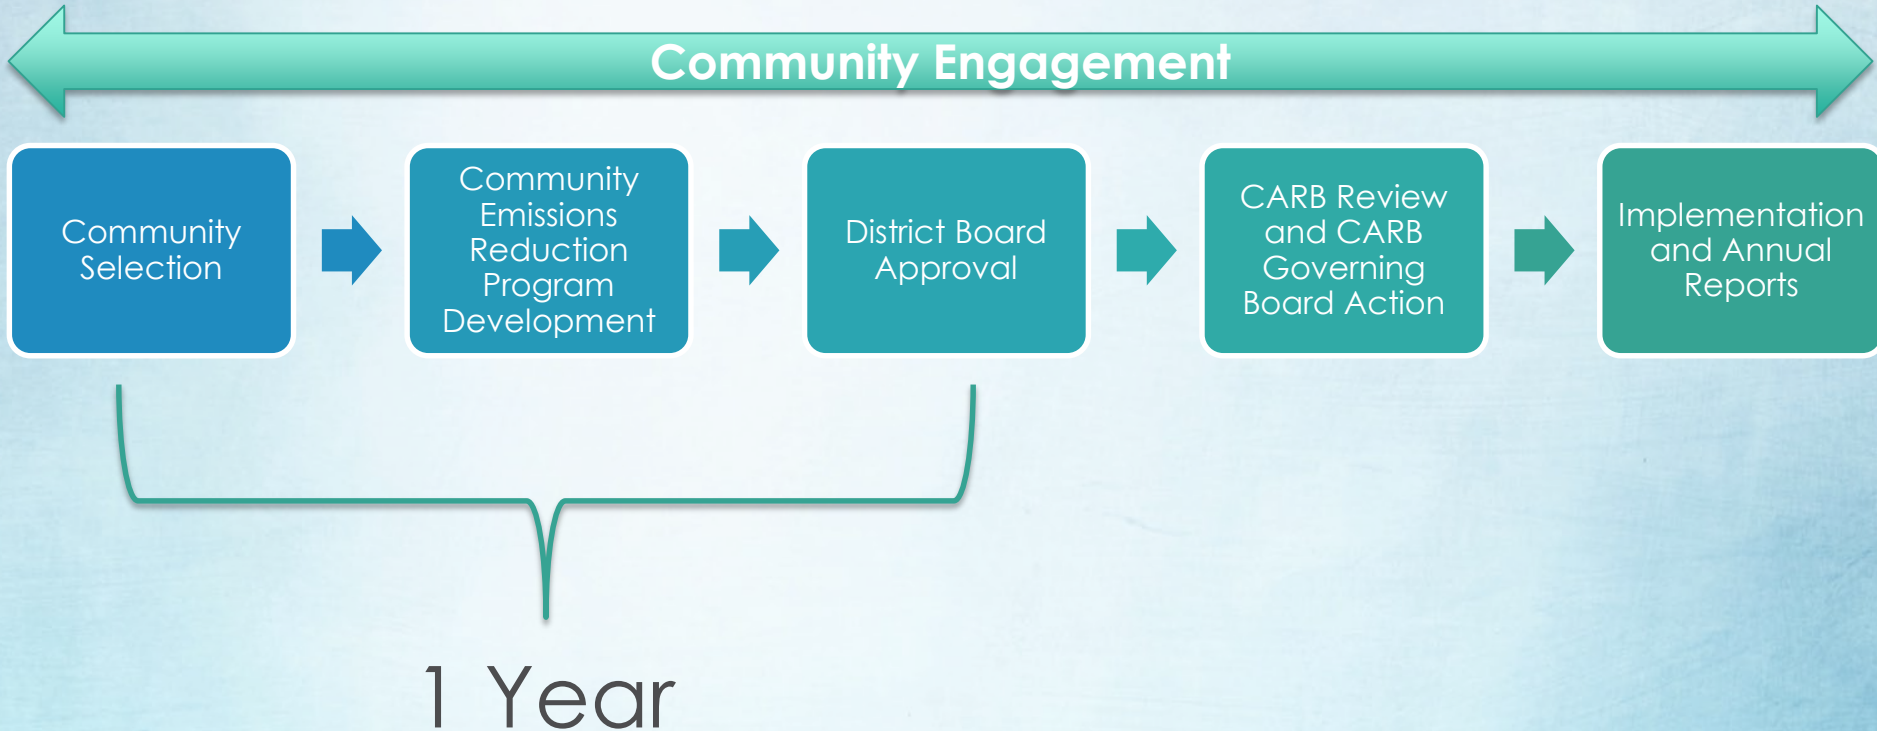 Community Engagement
Community
Selection
Community
Emissions
Reduction
Program
Development
District Board
Approval
CARB Review
and CARB
Governing
Board Action
Implementation
and Annual
Reports
1 Year